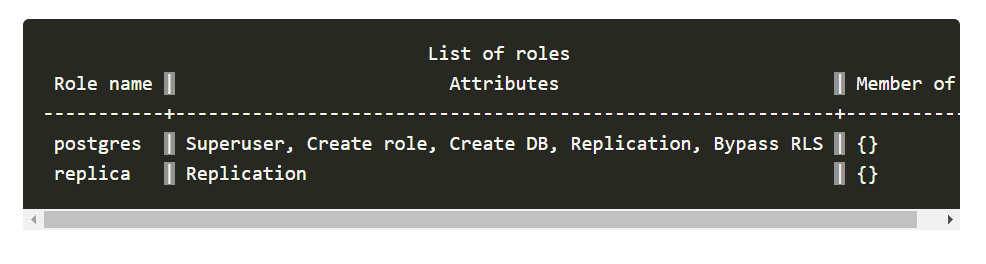 List of roles
Role name | Attributes | Member of
-----------+------------------------------------------------------------+-----------
postgres | Superuser, Create role, Create DB, Replication, Bypass RLS | {}
replica | Replication | {}